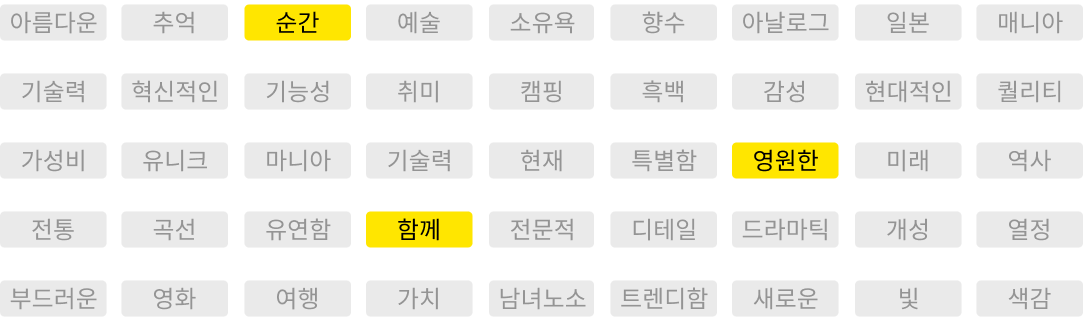 아름다운 추억 순간 예술 소유욕 향수 아날로그 일본 매니아
기술력 혁신적인 기능성 취미 캠핑 흑백 감성 현대적인 퀄리티
가성비 유니크 마니아 기술력 현재 특별함 영원한 미래 역사
전통 곡선 유연함 함께 전문적 디테일 드라마틱 개성 열정
부드러운 영화 여행 가치 남녀노소 트렌디함 새로운 빛 색감